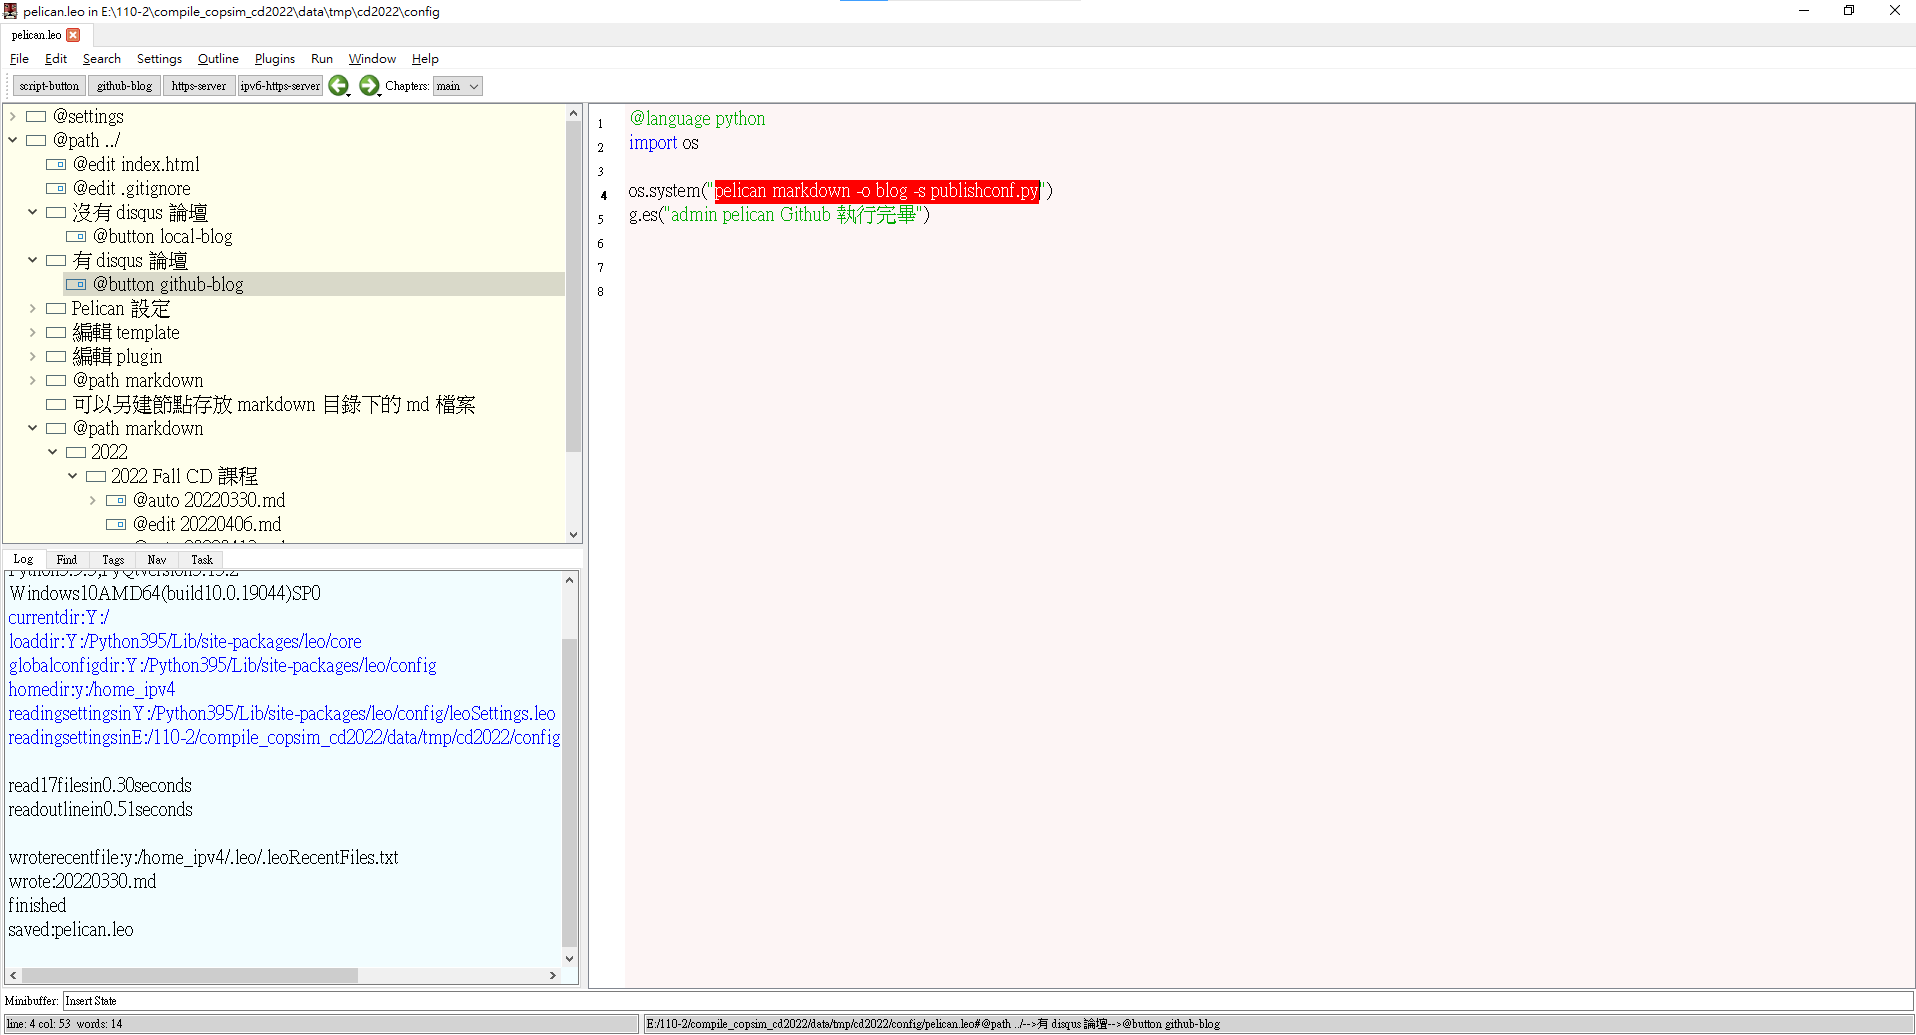 pelican.leo in E:\110-2\compile_copsim_cd2022\data\tmp\cd2022\config
pelican.leo
File Edit Search Settings Outline Plugins Run Window Help
script-button github-blog https-server ipv6-https-server Chapters: main
@settings
@path ../
@edit index.html
@edit .gitignore
沒有 disqus 論壇
@button local-blog
有 disqus 論壇
@button github-blog
Pelican 設定
編輯 template
編輯 plugin
@path markdown
可以另建節點存放 markdown 目錄下的 md 檔案
@path markdown
2022
2022 Fall CD 課程
@auto 20220330.md
@edit 20220406.md
Log Find Tags Nav Task
Windows10AMD64(build10.0.19044)SP0
currentdir:Y:/
loaddir:Y:/Python395/Lib/site-packages/leo/core
globalconfigdir:Y:/Python395/Lib/site-packages/leo/config
homedir:y:/home_ipv4
readingsettingsinY:/Python395/Lib/site-packages/leo/config/leoSettings.leo
readingsettingsinE:/110-2/compile_copsim_cd2022/data/tmp/cd2022/config
read17filesin0.30seconds
readoutlinein0.51seconds
wroterecentfile:y:/home_ipv4/.leo/.leoRecentFiles.txt
wrote:20220330.md
finished
saved:pelican.leo
1 @language python
2 import os
3
4 os.system("pelican markdown -o blog -s publishconf.py")
5 g.es("admin pelican Github 執行完畢")
6
7
8
Minibuffer: Insert State
line: 4 col: 53 words: 14
E:/110-2/compile_copsim_cd2022/data/tmp/cd2022/config/pelican.leo#@path ../-->有 disqus 論壇-->@button github-blog